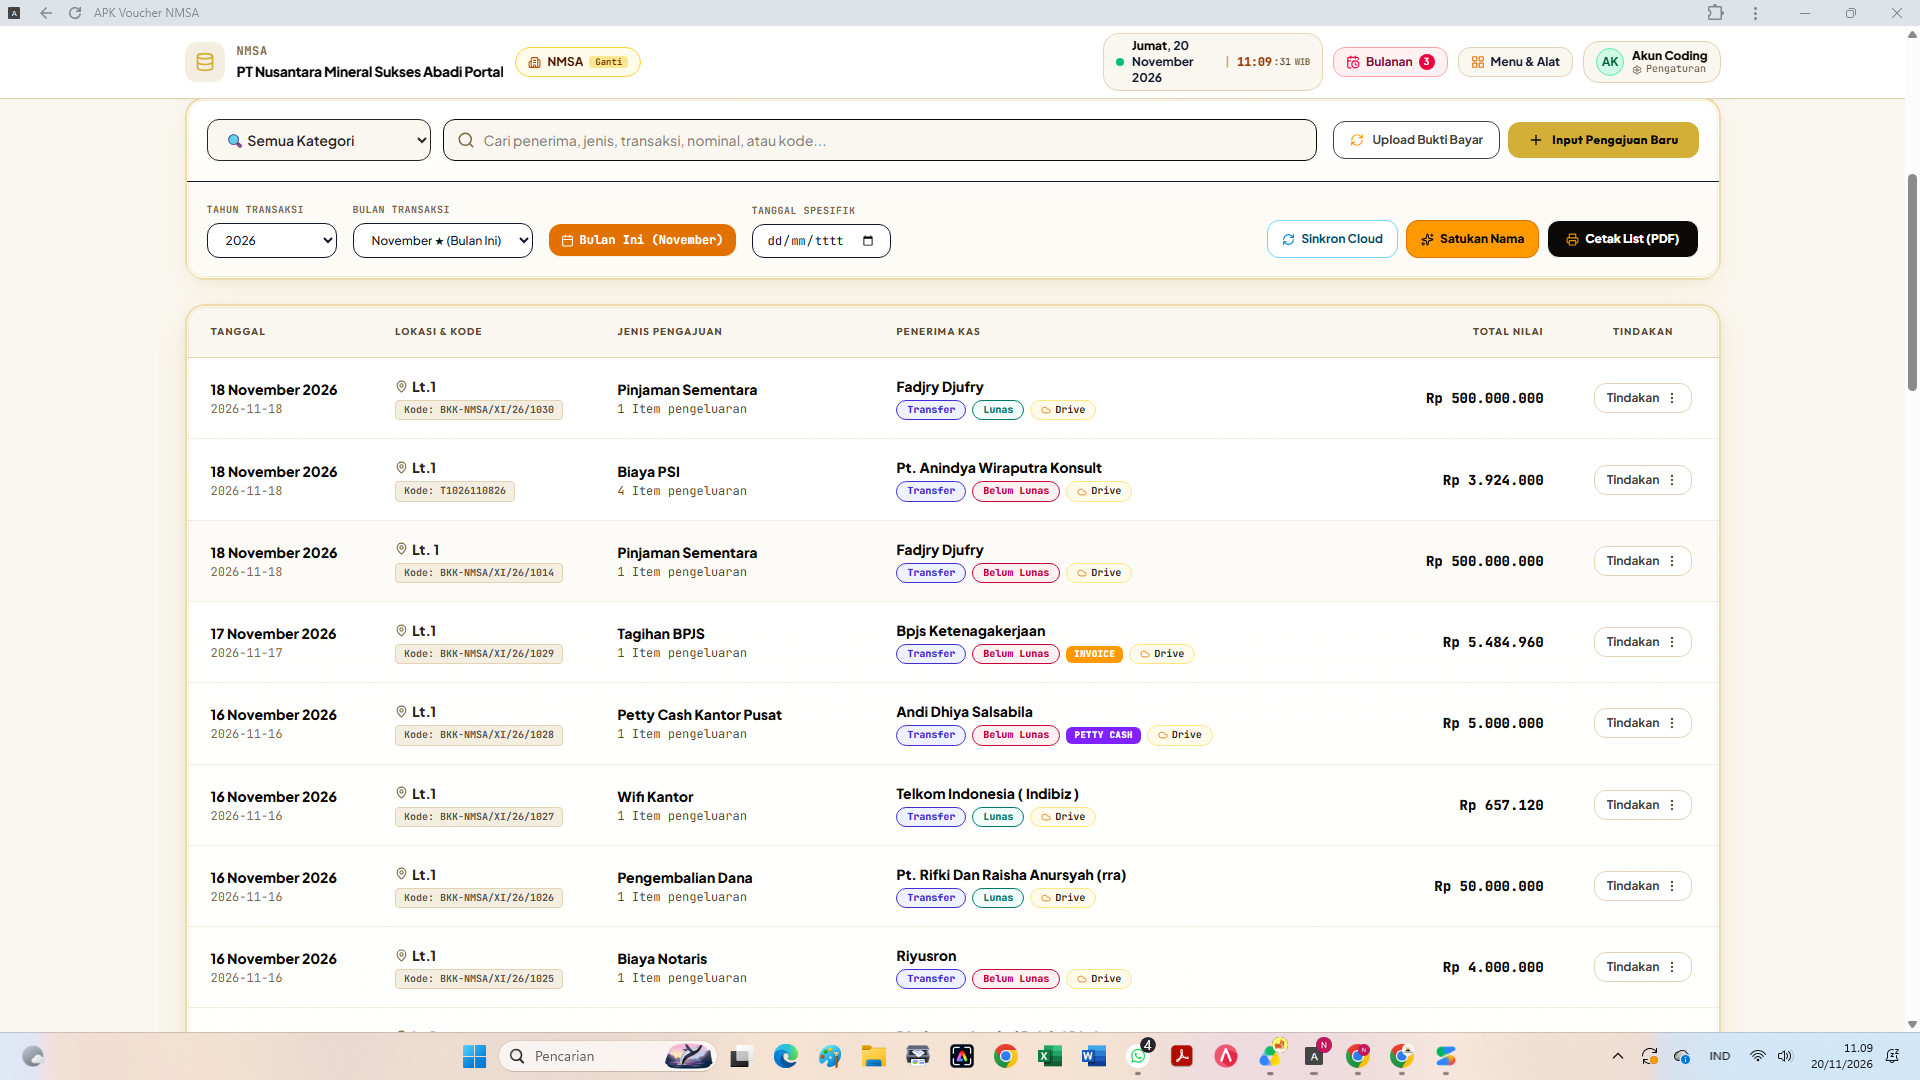 APK Voucher NMSA
NMSA
PT Nusantara Mineral Sukses Abadi Portal
NMSA Ganti
Jumat, 20 November 2026 | 11:09:31 WIB
Bulanan 3
Menu & Alat
AK Akun Coding
Pengaturan
Semua Kategori
Cari penerima, jenis, transaksi, nominal, atau kode...
Upload Bukti Bayar
+ Input Pengajuan Baru
TAHUN TRANSAKSI
BULAN TRANSAKSI
TANGGAL SPESIFIK
2026
November ★ (Bulan Ini)
Bulan Ini (November)
dd/mm/tttt
Sinkron Cloud
Satukan Nama
Cetak List (PDF)
TANGGAL LOKASI & KODE JENIS PENGAJUAN PENERIMA KAS TOTAL NILAI TINDAKAN
18 November 2026 Lt.1 Pinjaman Sementara Fadjry Djufry Rp 500.000.000 Tindakan
2026-11-18 Kode: BKK-NMSA/XI/26/1030 1 Item pengeluaran Transfer Lunas Drive
18 November 2026 Lt.1 Biaya PSI Pt. Anindya Wiraputra Konsult Rp 3.924.000 Tindakan
2026-11-18 Kode: T1026110826 4 Item pengeluaran Transfer Belum Lunas Drive
18 November 2026 Lt. 1 Pinjaman Sementara Fadjry Djufry Rp 500.000.000 Tindakan
2026-11-18 Kode: BKK-NMSA/XI/26/1014 1 Item pengeluaran Transfer Belum Lunas Drive
17 November 2026 Lt.1 Tagihan BPJS Bpjs Ketenagakerjaan Rp 5.484.960 Tindakan
2026-11-17 Kode: BKK-NMSA/XI/26/1029 1 Item pengeluaran Transfer Belum Lunas INVOICE Drive
16 November 2026 Lt.1 Petty Cash Kantor Pusat Andi Dhiya Salsabila Rp 5.000.000 Tindakan
2026-11-16 Kode: BKK-NMSA/XI/26/1028 1 Item pengeluaran Transfer Belum Lunas PETTY CASH Drive
16 November 2026 Lt.1 Wifi Kantor Telkom Indonesia ( Indibiz ) Rp 657.120 Tindakan
2026-11-16 Kode: BKK-NMSA/XI/26/1027 1 Item pengeluaran Transfer Lunas Drive
16 November 2026 Lt.1 Pengembalian Dana Pt. Rifki Dan Raisha Anursyah (rra) Rp 50.000.000 Tindakan
2026-11-16 Kode: BKK-NMSA/XI/26/1026 1 Item pengeluaran Transfer Lunas Drive
16 November 2026 Lt.1 Biaya Notaris Riyusron Rp 4.000.000 Tindakan
2026-11-16 Kode: BKK-NMSA/XI/26/1025 1 Item pengeluaran Transfer Belum Lunas Drive
Pencarian
4
IND
11.09
20/11/2026